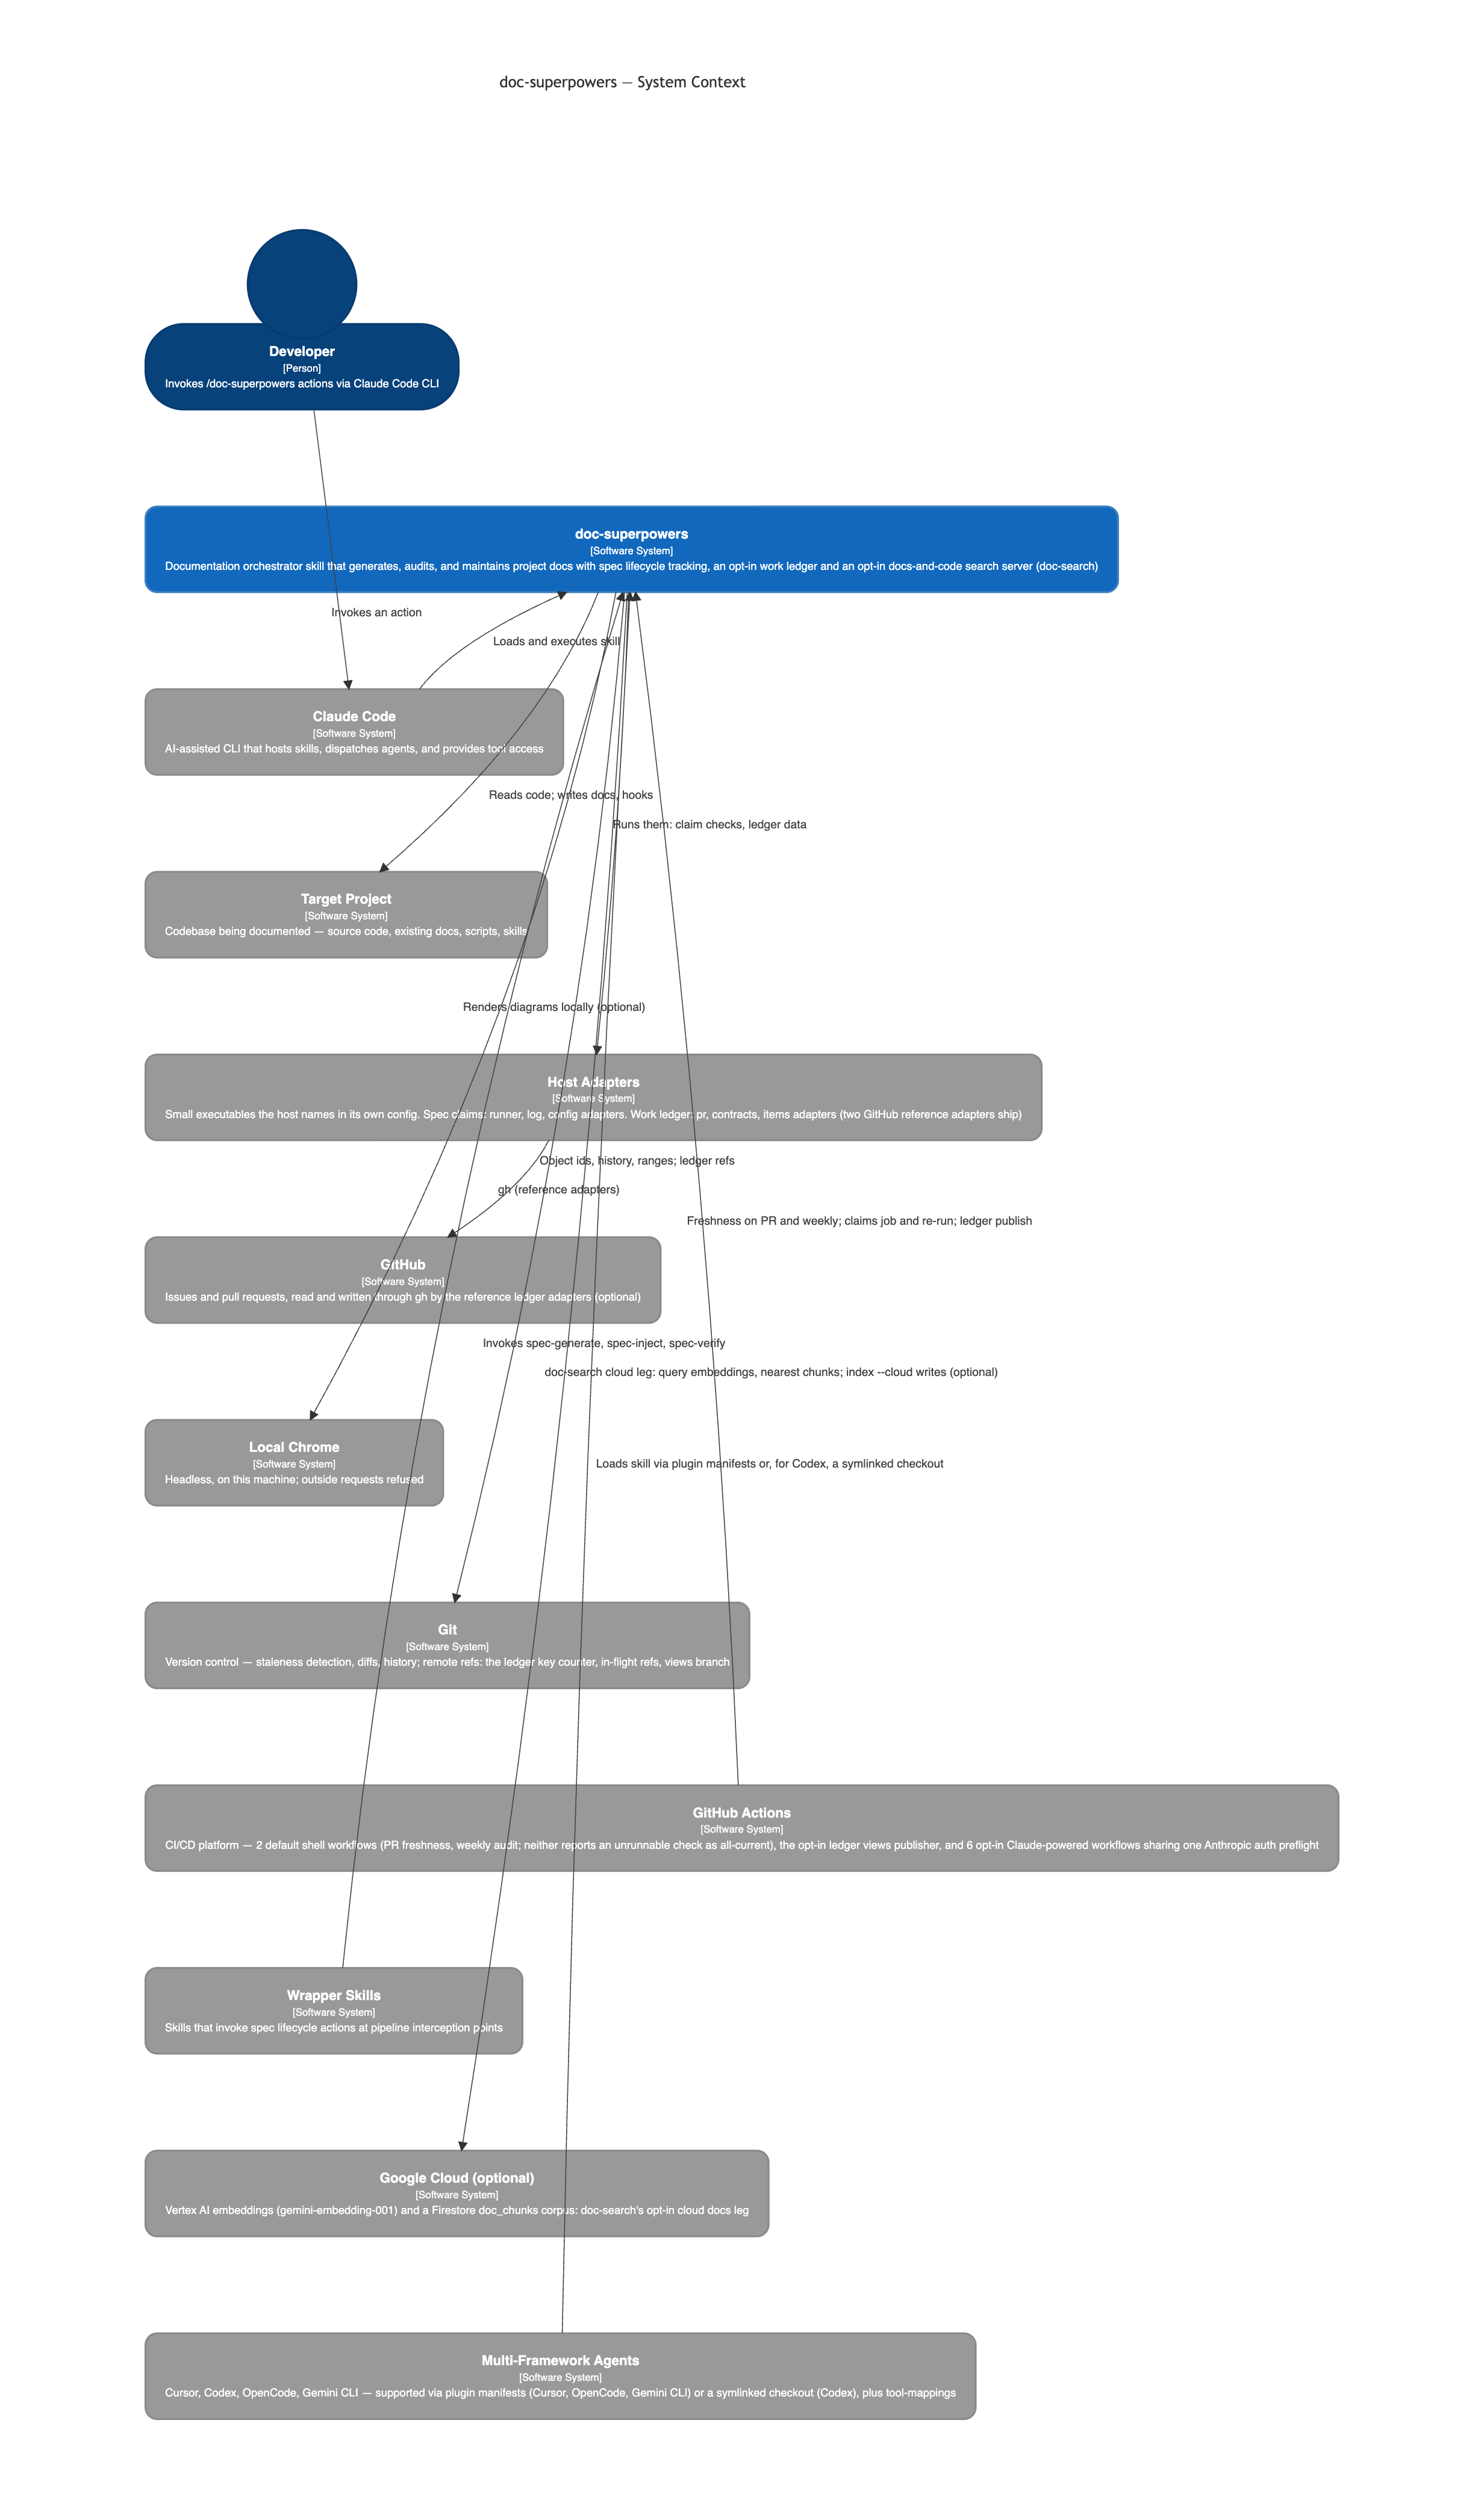 doc-superpowers — System Context
Developer
[Person]
Invokes /doc-superpowers actions via Claude Code CLI
doc-superpowers
[Software System]
Documentation orchestrator skill that generates, audits, and maintains project docs with spec lifecycle tracking, an opt-in work ledger and an opt-in docs-and-code search server (doc-search)
Invokes an action
Loads and executes skill
Claude Code
[Software System]
AI-assisted CLI that hosts skills, dispatches agents, and provides tool access
Reads code; writes docs, hooks
Runs them: claim checks, ledger data
Target Project
[Software System]
Codebase being documented — source code, existing docs, scripts, skills
Renders diagrams locally (optional)
Host Adapters
[Software System]
Small executables the host names in its own config. Spec claims: runner, log, config adapters. Work ledger: pr, contracts, items adapters (two GitHub reference adapters ship)
Object ids, history, ranges; ledger refs
gh (reference adapters)
Freshness on PR and weekly; claims job and re-run; ledger publish
GitHub
[Software System]
Issues and pull requests, read and written through gh by the reference ledger adapters (optional)
Invokes spec-generate, spec-inject, spec-verify
doc-search cloud leg: query embeddings, nearest chunks; index --cloud writes (optional)
Local Chrome
[Software System]
Headless, on this machine; outside requests refused
Loads skill via plugin manifests or, for Codex, a symlinked checkout
Git
[Software System]
Version control — staleness detection, diffs, history; remote refs: the ledger key counter, in-flight refs, views branch
GitHub Actions
[Software System]
CI/CD platform — 2 default shell workflows (PR freshness, weekly audit; neither reports an unrunnable check as all-current), the opt-in ledger views publisher, and 6 opt-in Claude-powered workflows sharing one Anthropic auth preflight
Wrapper Skills
[Software System]
Skills that invoke spec lifecycle actions at pipeline interception points
Google Cloud (optional)
[Software System]
Vertex AI embeddings (gemini-embedding-001) and a Firestore doc_chunks corpus: doc-search's opt-in cloud docs leg
Multi-Framework Agents
[Software System]
Cursor, Codex, OpenCode, Gemini CLI — supported via plugin manifests (Cursor, OpenCode, Gemini CLI) or a symlinked checkout (Codex), plus tool-mappings